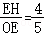 EH/OE = 4/5